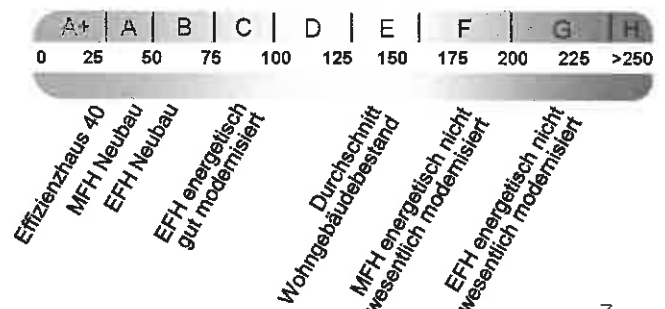 A+ A B C D E F G H
0 25 50 75 100 125 150 175 200 225 >250
Effizienzhaus 40
MFH Neubau
EFH Neubau
EFH energetisch
gut modernisiert
Durchschnitt
Wohngebäudebestand
MFH energetisch nicht
wesentlich modernisiert
EFH energetisch nicht
wesentlich modernisiert